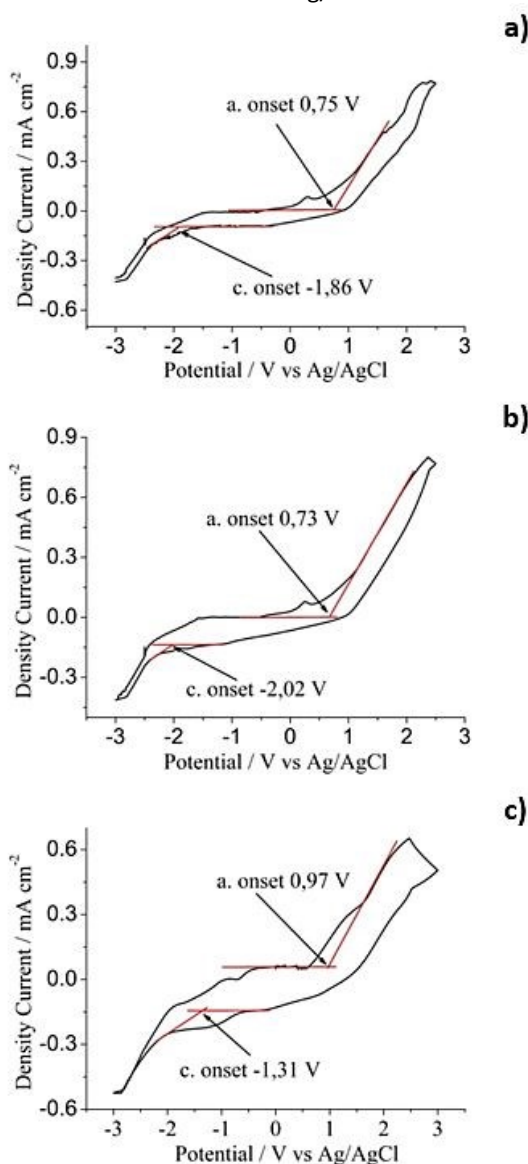 a)
Density Current / mA cm-2
0.9
0.6
0.3
0.0
-0.3
-0.6
a. onset 0,75 V
c. onset -1,86 V
-3 -2 -1 0 1 2 3
Potential / V vs Ag/AgCl
b)
Density Current / mA cm-2
0.9
0.6
0.3
0.0
-0.3
a. onset 0,73 V
c. onset -2,02 V
-3 -2 -1 0 1 2 3
Potential / V vs Ag/AgCl
c)
Density Current / mA cm-2
0.6
0.3
0.0
-0.3
-0.6
a. onset 0,97 V
c. onset -1,31 V
-3 -2 -1 0 1 2 3
Potential / V vs Ag/AgCl